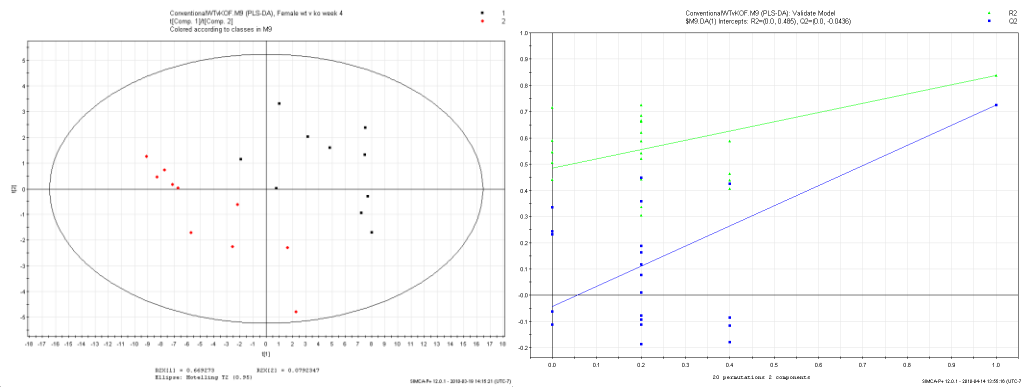 ConventionalWTvKOF.M9 (PLS-DA), Female wt v ko week 4
t[Comp. 1]/t[Comp. 2]
Colored according to classes in M9
1
2
5
4
3
2
1
0
-1
-2
-3
-4
-5
t[2]
-18 -17 -16 -15 -14 -13 -12 -11 -10 -9 -8 -7 -6 -5 -4 -3 -2 -1 0 1 2 3 4 5 6 7 8 9 10 11 12 13 14 15 16 17 18
t[1]
R2X[1] = 0.669273 R2X[2] = 0.0792347
Ellipse: Hotelling T2 (0.95)
ConventionalWTvKOF.M9 (PLS-DA): Validate Model
$M9.DA(1) Intercepts: R2=(0.0, 0.485), Q2=(0.0, -0.0436)
R2
Q2
1.0
0.9
0.8
0.7
0.6
0.5
0.4
0.3
0.2
0.1
-0.0
-0.1
-0.2
0.0 0.1 0.2 0.3 0.4 0.5 0.6 0.7 0.8 0.9 1.0
20 permutations 2 components